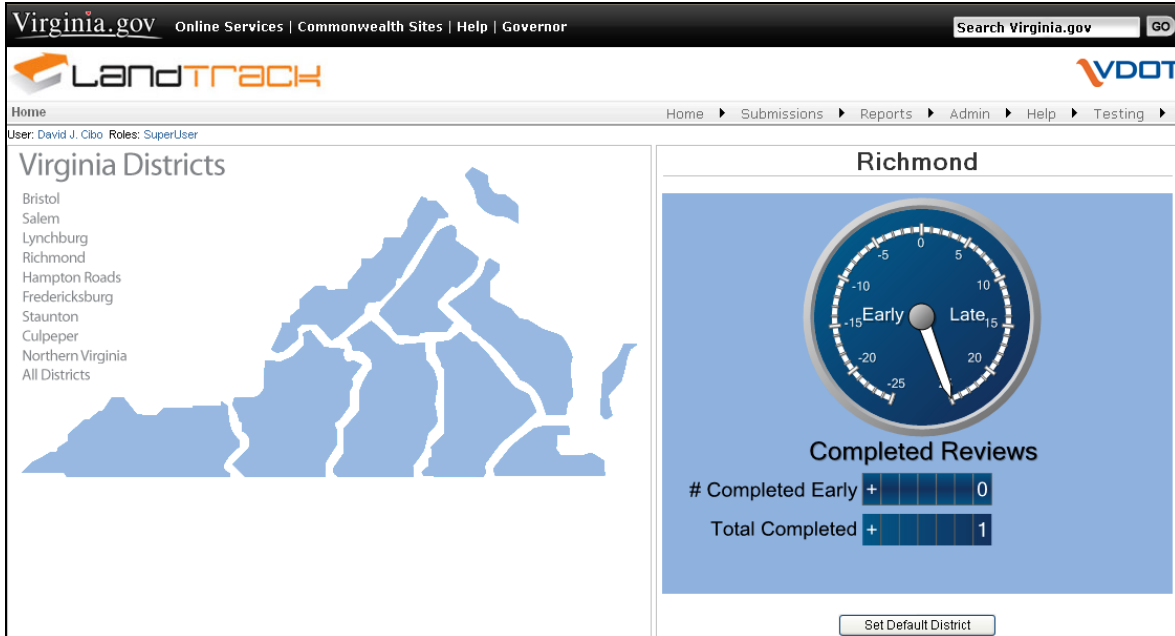 Virginia.gov Online Services | Commonwealth Sites | Help | Governor Search Virginia.gov GO
LandTrack VDOT
Home Home Submissions Reports Admin Help Testing
User: David J. Cibo Roles: SuperUser
Virginia Districts
Bristol
Salem
Lynchburg
Richmond
Hampton Roads
Fredericksburg
Staunton
Culpeper
Northern Virginia
All Districts
Richmond
0
-5 5
-10 10
-15 Early Late 15
-20 20
-25
Completed Reviews
# Completed Early + 0
Total Completed + 1
Set Default District